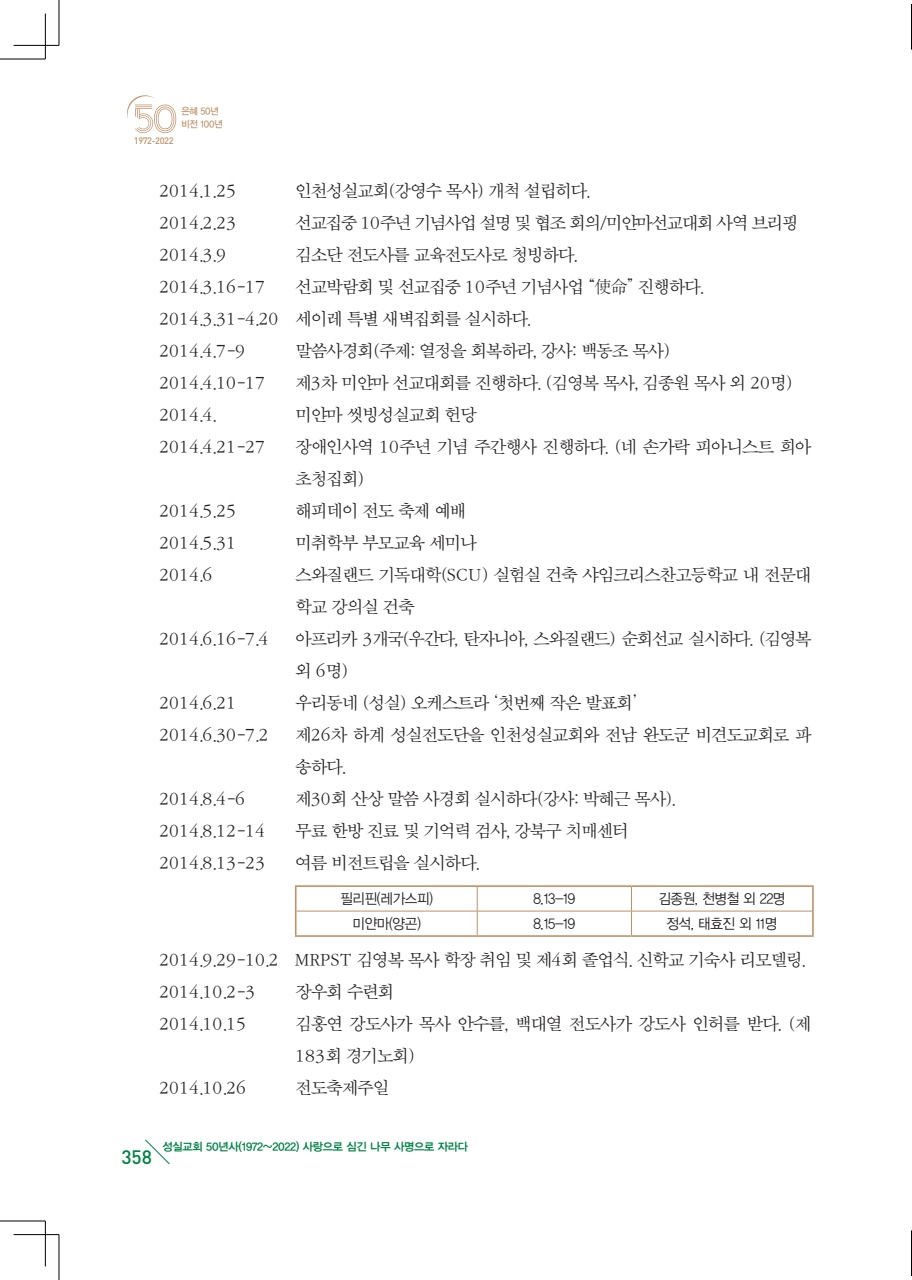 50 은혜 50년
비전 100년
1972-2022
2014.1.25 인천성실교회(강영수 목사) 개척 설립히다.
2014.2.23 선교집중 10주년 기념사업 설명 및 협조 회의/미얀마선교대회 사역 브리핑
2014.3.9 김소단 전도사를 교육전도사로 청빙하다.
2014.3.16-17 선교박람회 및 선교집중 10주년 기념사업 “使命” 진행하다.
2014.3.31-4.20 세이레 특별 새벽집회를 실시하다.
2014.4.7-9 말씀사경회(주제: 열정을 회복하라, 강사: 백동조 목사)
2014.4.10-17 제3차 미얀마 선교대회를 진행하다. (김영복 목사, 김종원 목사 외 20명)
2014.4. 미얀마 씻빙성실교회 헌당
2014.4.21-27 장애인사역 10주년 기념 주간행사 진행하다. (네 손가락 피아니스트 희아
초청집회)
2014.5.25 해피데이 전도 축제 예배
2014.5.31 미취학부 부모교육 세미나
2014.6 스와질랜드 기독대학(SCU) 실험실 건축 샤임크리스찬고등학교 내 전문대
학교 강의실 건축
2014.6.16-7.4 아프리카 3개국(우간다, 탄자니아, 스와질랜드) 순회선교 실시하다. (김영복
외 6명)
2014.6.21 우리동네 (성실) 오케스트라 ‘첫번째 작은 발표회’
2014.6.30-7.2 제26차 하계 성실전도단을 인천성실교회와 전남 완도군 비견도교회로 파
송하다.
2014.8.4-6 제30회 산상 말씀 사경회 실시하다(강사: 박혜근 목사).
2014.8.12-14 무료 한방 진료 및 기억력 검사, 강북구 치매센터
2014.8.13-23 여름 비전트립을 실시하다.
필리핀(레가스피) 8.13-19 김종원, 천병철 외 22명
미얀마(양곤) 8.15-19 정석, 태효진 외 11명
2014.9.29-10.2 MRPST 김영복 목사 학장 취임 및 제4회 졸업식. 신학교 기숙사 리모델링.
2014.10.2-3 장우회 수련회
2014.10.15 김홍연 강도사가 목사 안수를, 백대열 전도사가 강도사 인허를 받다. (제
183회 경기노회)
2014.10.26 전도축제주일
358 성실교회 50년사(1972~2022) 사랑으로 심긴 나무 사명으로 자라다